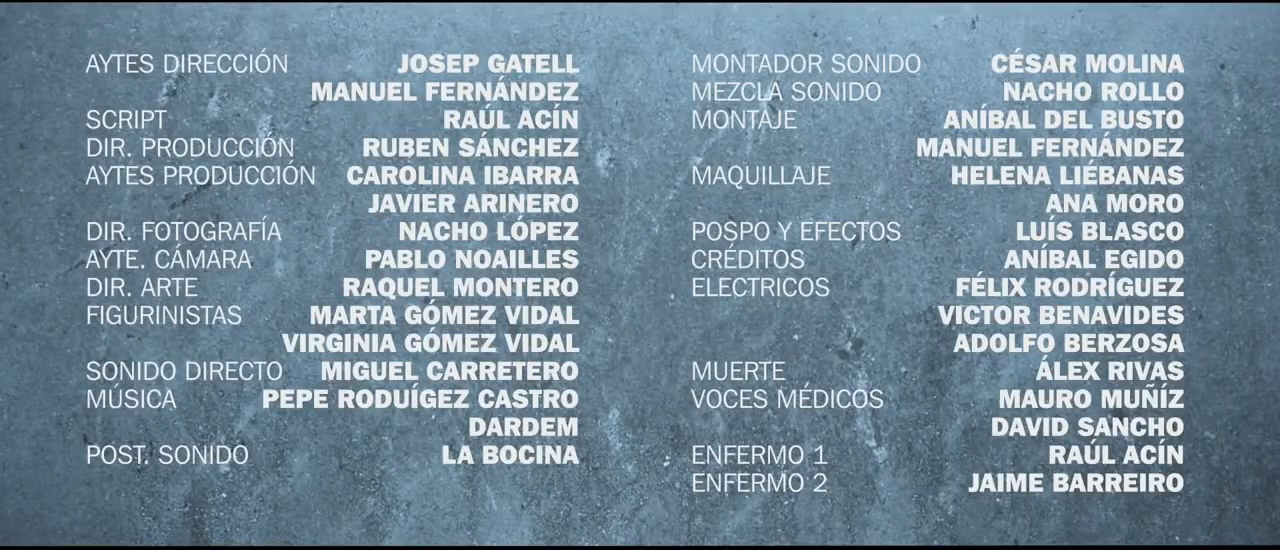 AYTES DIRECCIÓN JOSEP GATELL
MANUEL FERNÁNDEZ
SCRIPT RAÚL ACÍN
DIR. PRODUCCIÓN RUBEN SÁNCHEZ
AYTES PRODUCCIÓN CAROLINA IBARRA
JAVIER ARINERO
DIR. FOTOGRAFÍA NACHO LÓPEZ
AYTE. CÁMARA PABLO NOAILLES
DIR. ARTE RAQUEL MONTERO
FIGURINISTAS MARTA GÓMEZ VIDAL
VIRGINIA GÓMEZ VIDAL
SONIDO DIRECTO MIGUEL CARRETERO
MÚSICA PEPE RODUÍGEZ CASTRO
DARDEM
POST. SONIDO LA BOCINA
MONTADOR SONIDO CÉSAR MOLINA
MEZCLA SONIDO NACHO ROLLO
MONTAJE ANÍBAL DEL BUSTO
MANUEL FERNÁNDEZ
MAQUILLAJE HELENA LIÉBANAS
ANA MORO
POSPO Y EFECTOS LUÍS BLASCO
CRÉDITOS ANÍBAL EGIDO
ELECTRICOS FÉLIX RODRÍGUEZ
VICTOR BENAVIDES
ADOLFO BERZOSA
MUERTE ÁLEX RIVAS
VOCES MÉDICOS MAURO MUÑÍZ
DAVID SANCHO
ENFERMO 1 RAÚL ACÍN
ENFERMO 2 JAIME BARREIRO